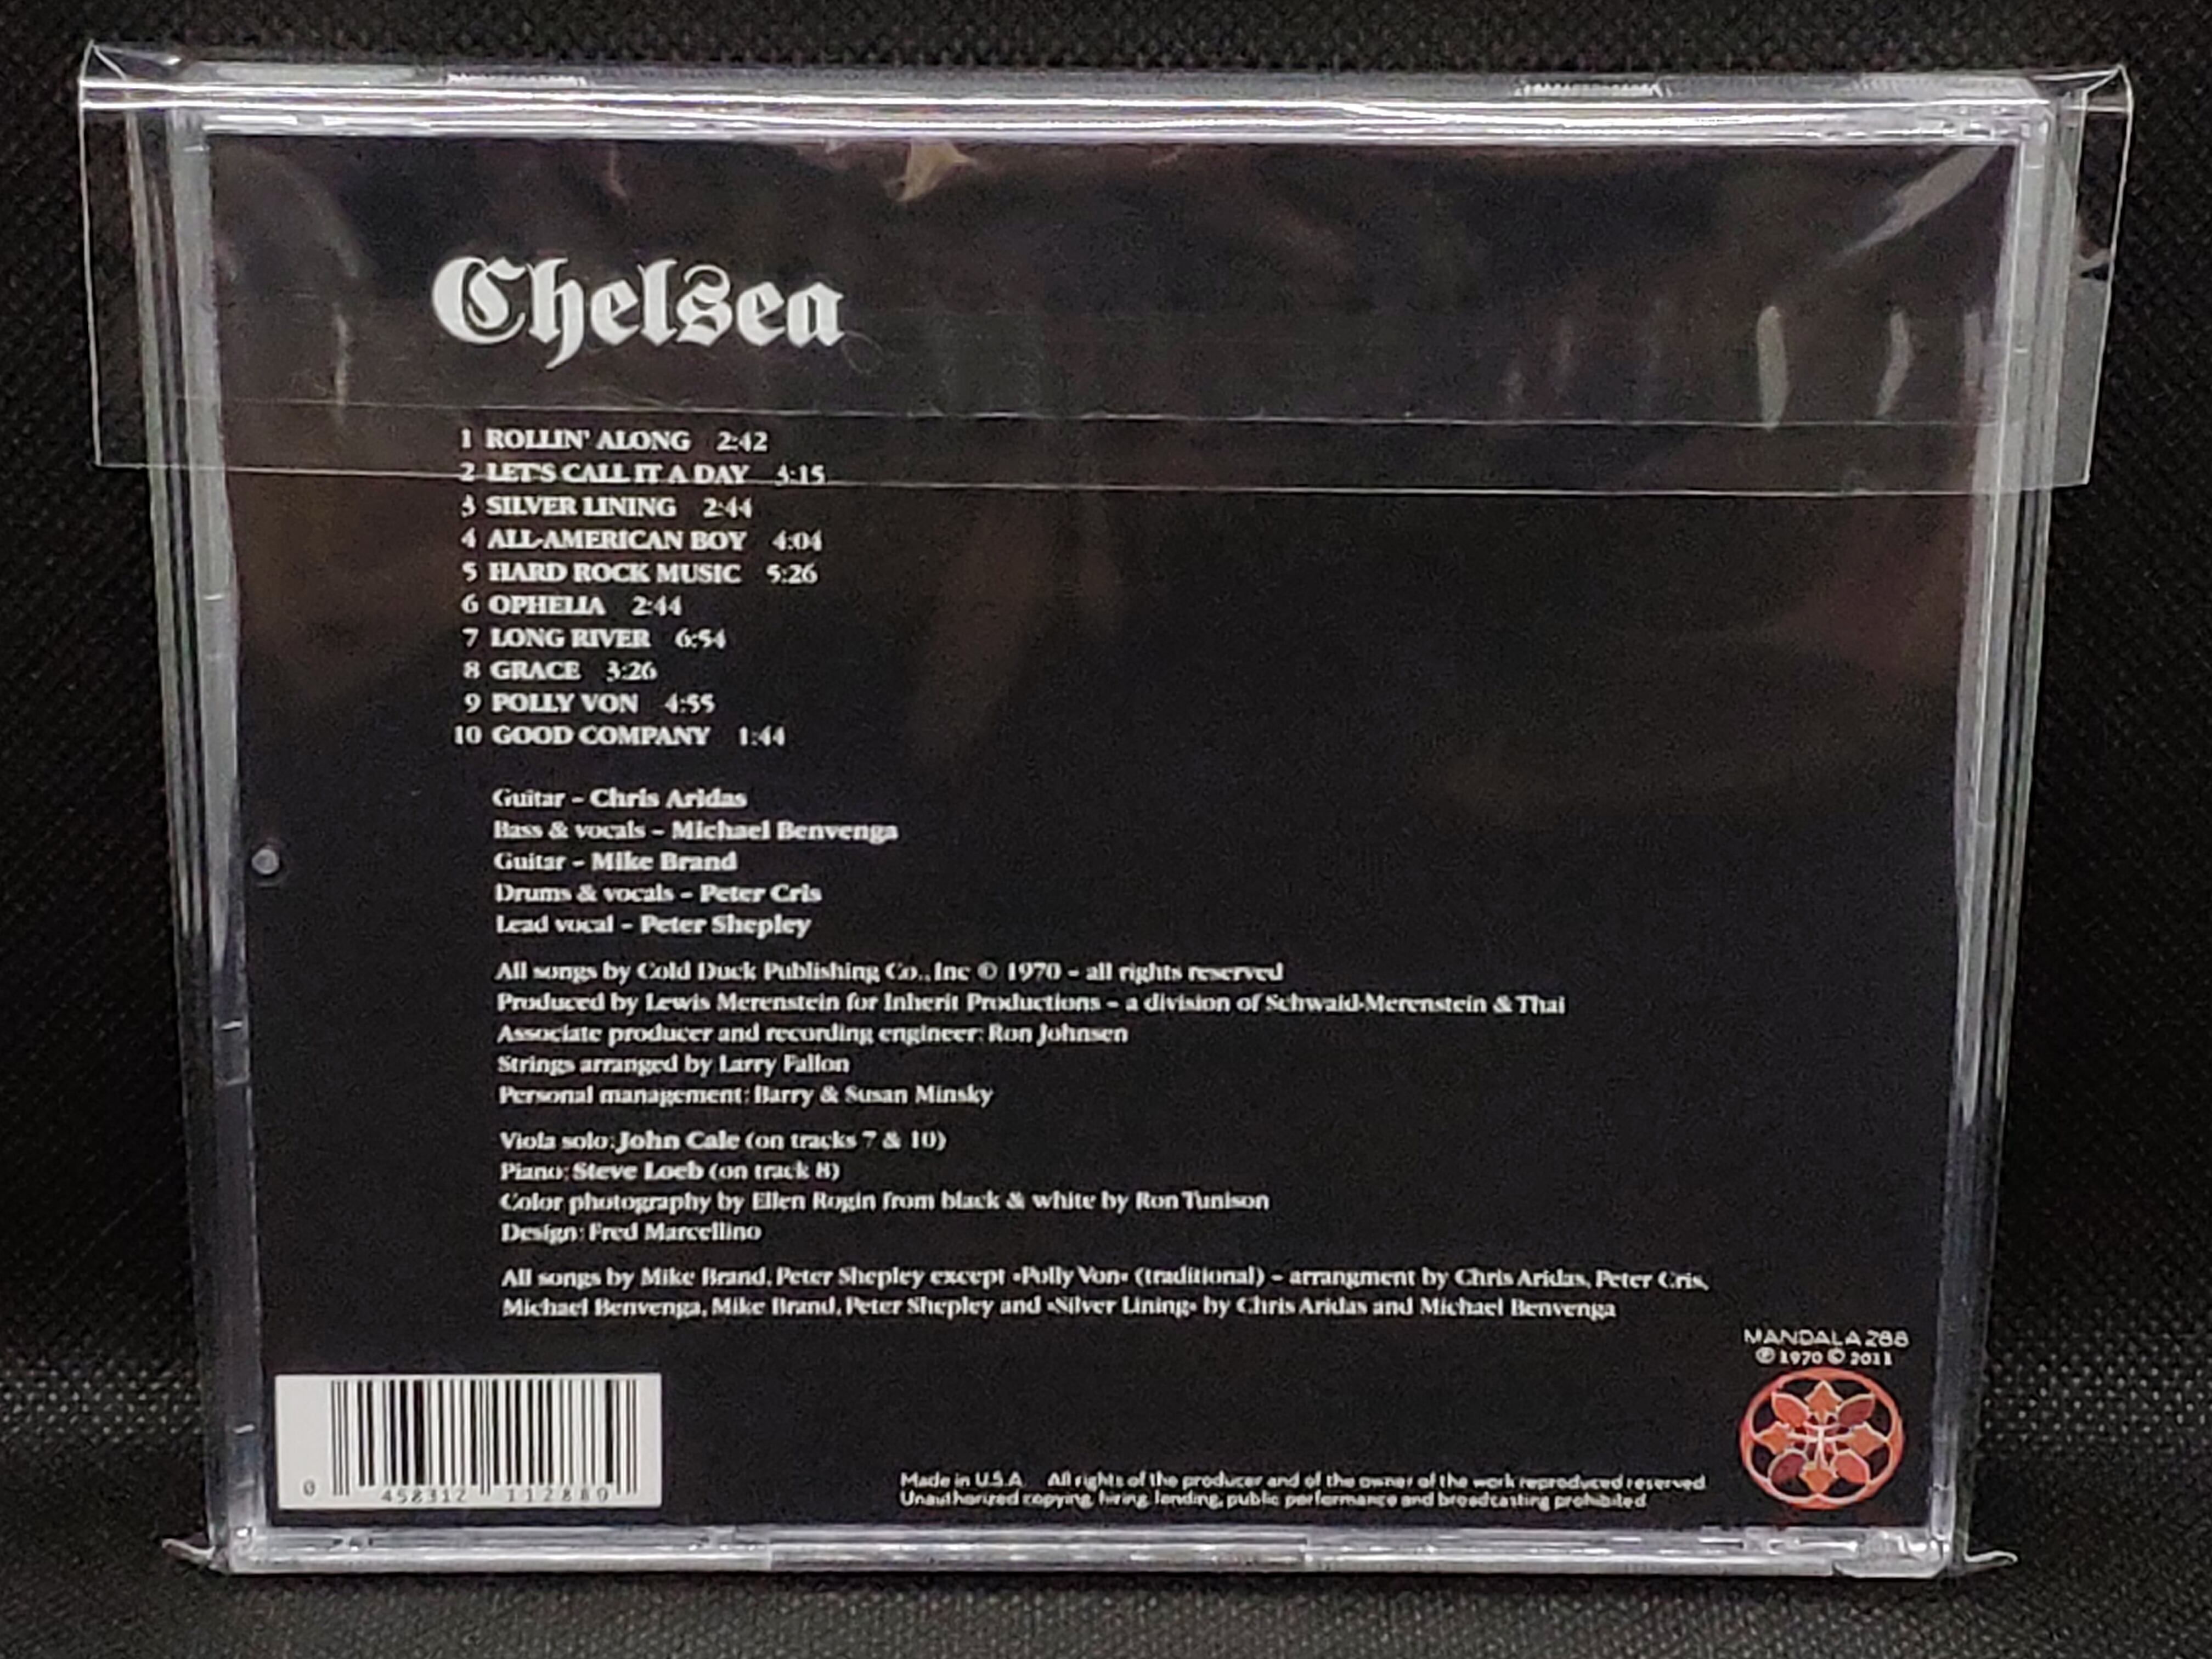 Chelsea
1 ROLLIN' ALONG 2:42
2 LET'S CALL IT A DAY 3:15
3 SILVER LINING 2:44
4 ALL-AMERICAN BOY 4:04
5 HARD ROCK MUSIC 5:26
6 OPHELIA 2:44
7 LONG RIVER 6:54
8 GRACE 3:26
9 POLLY VON 4:55
10 GOOD COMPANY 1:44
Guitar – Chris Aridas
Bass & vocals – Michael Benvenga
Guitar – Mike Brand
Drums & vocals – Peter Cris
Lead vocal – Peter Shepley
All songs by Cold Duck Publishing Co., Inc © 1970 – all rights reserved
Produced by Lewis Merenstein for Inherit Productions – a division of Schwaid-Merenstein & Thai
Associate producer and recording engineer: Ron Johnsen
Strings arranged by Larry Fallon
Personal management: Barry & Susan Minsky
Viola solo: John Cale (on tracks 7 & 10)
Piano: Steve Loeb (on track 8)
Color photography by Ellen Rogin from black & white by Ron Tunison
Design: Fred Marcellino
All songs by Mike Brand, Peter Shepley except »Polly Von« (traditional) – arrangment by Chris Aridas, Peter Cris,
Michael Benvenga, Mike Brand, Peter Shepley and »Silver Lining« by Chris Aridas and Michael Benvenga
MANDALA 288
℗ 1970 © 2011
0 458312 112880
Made in U.S.A. All rights of the producer and of the owner of the work reproduced reserved
Unauthorized copying, hiring, lending, public performance and broadcasting prohibited